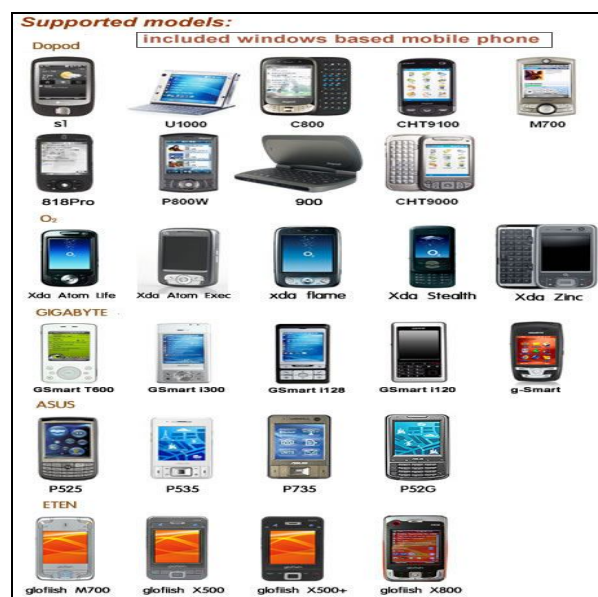 Supported models:
included windows based mobile phone
Dopod
s1 U1000 C800 CHT9100 M700
818Pro P800W 900 CHT9000
O₂
Xda Atom Life Xda Atom Exec xda flame Xda Stealth Xda Zinc
GIGABYTE
GSmart T600 GSmart i300 GSmart i128 GSmart i120 g-Smart
ASUS
P525 P535 P735 P52G
ETEN
glofiish M700 glofiish X500 glofiish X500+ glofiish X800